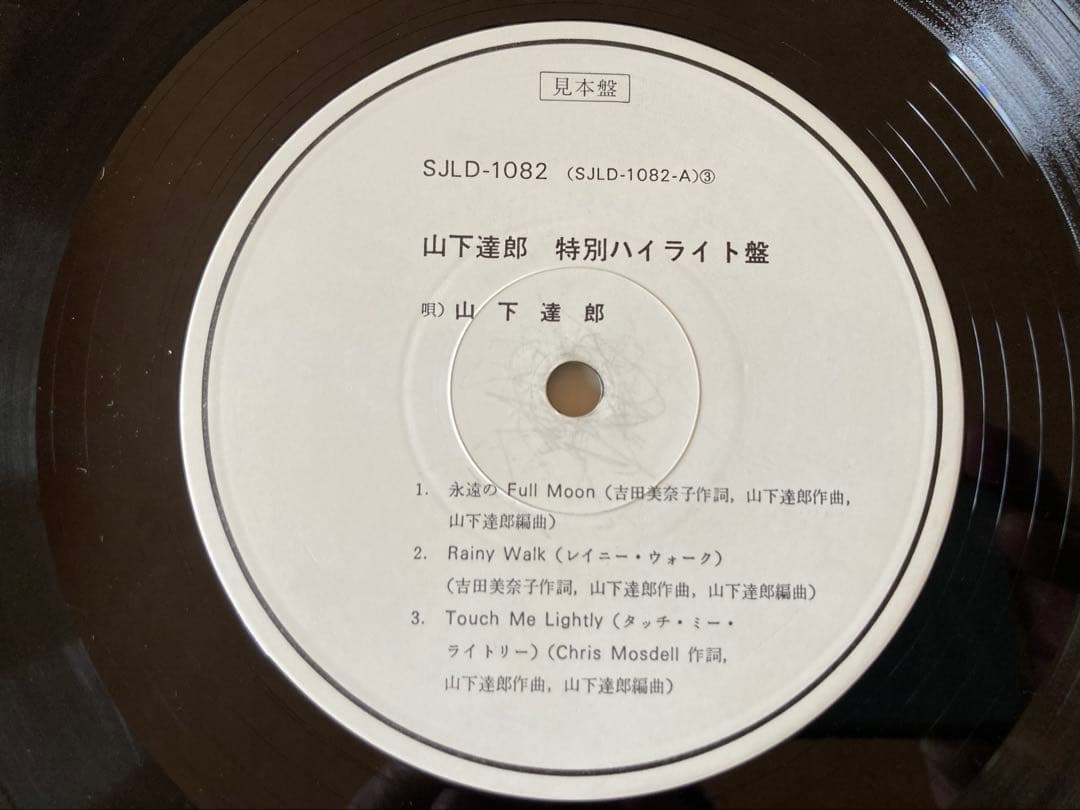 見本盤
SJLD-1082 (SJLD-1082-A)③
山下達郎 特別ハイライト盤
唄) 山下達郎
1. 永遠の Full Moon (吉田美奈子作詞, 山下達郎作曲,
山下達郎編曲)
2. Rainy Walk (レイニー・ウォーク)
(吉田美奈子作詞, 山下達郎作曲, 山下達郎編曲)
3. Touch Me Lightly (タッチ・ミー・
ライトリー) (Chris Mosdell 作詞,
山下達郎作曲, 山下達郎編曲)